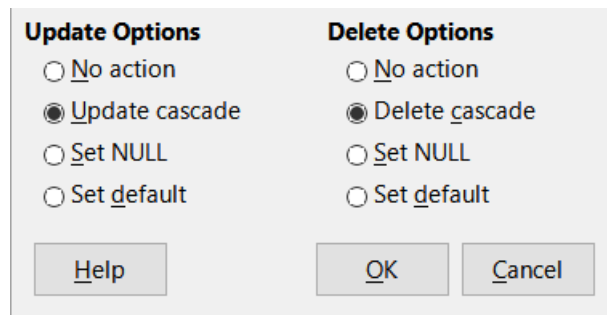 Update Options Delete Options
No action No action
Update cascade Delete cascade
Set NULL Set NULL
Set default Set default
Help OK Cancel